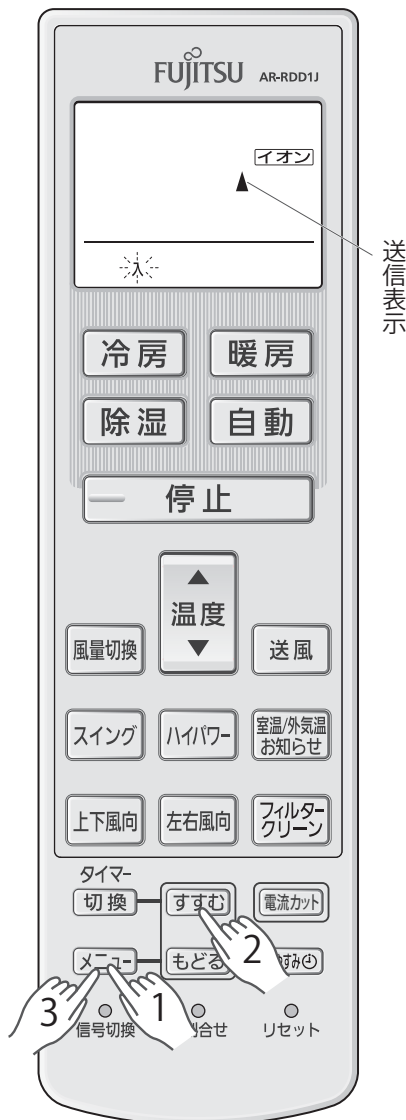 FUJITSU AR-RDD1J
イオン
送信表示
入
冷房 暖房
除湿 自動
停止
▲
温度
▼
風量切換 送風
スイング ハイパワー 室温/外気温
お知らせ
上下風向 左右風向 フィルター
クリーン
タイマー
切換 すすむ 電流カット
メニュー もどる すみ
2
3 1
信号切換 合せ リセット